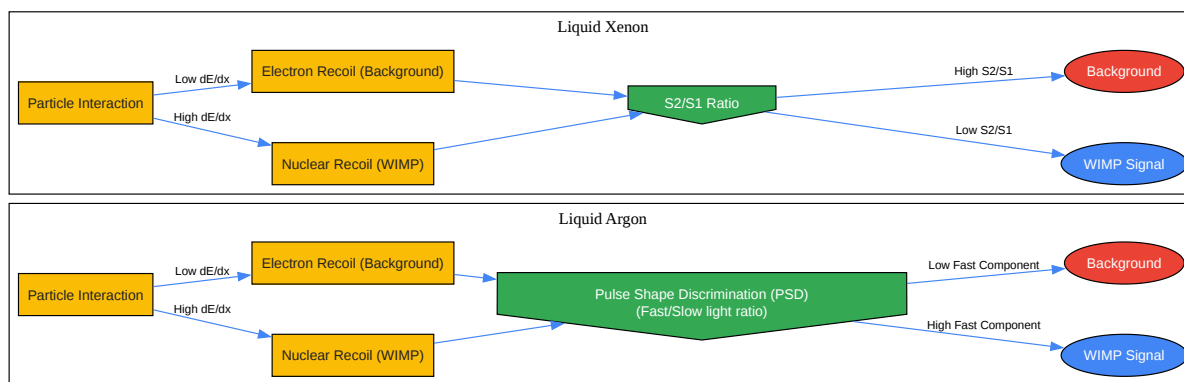 Liquid Xenon
Particle Interaction
Low dE/dx
High dE/dx
Electron Recoil (Background)
Nuclear Recoil (WIMP)
S2/S1 Ratio
High S2/S1
Low S2/S1
Background
WIMP Signal
Liquid Argon
Particle Interaction
Low dE/dx
High dE/dx
Electron Recoil (Background)
Nuclear Recoil (WIMP)
Pulse Shape Discrimination (PSD)
(Fast/Slow light ratio)
Low Fast Component
High Fast Component
Background
WIMP Signal